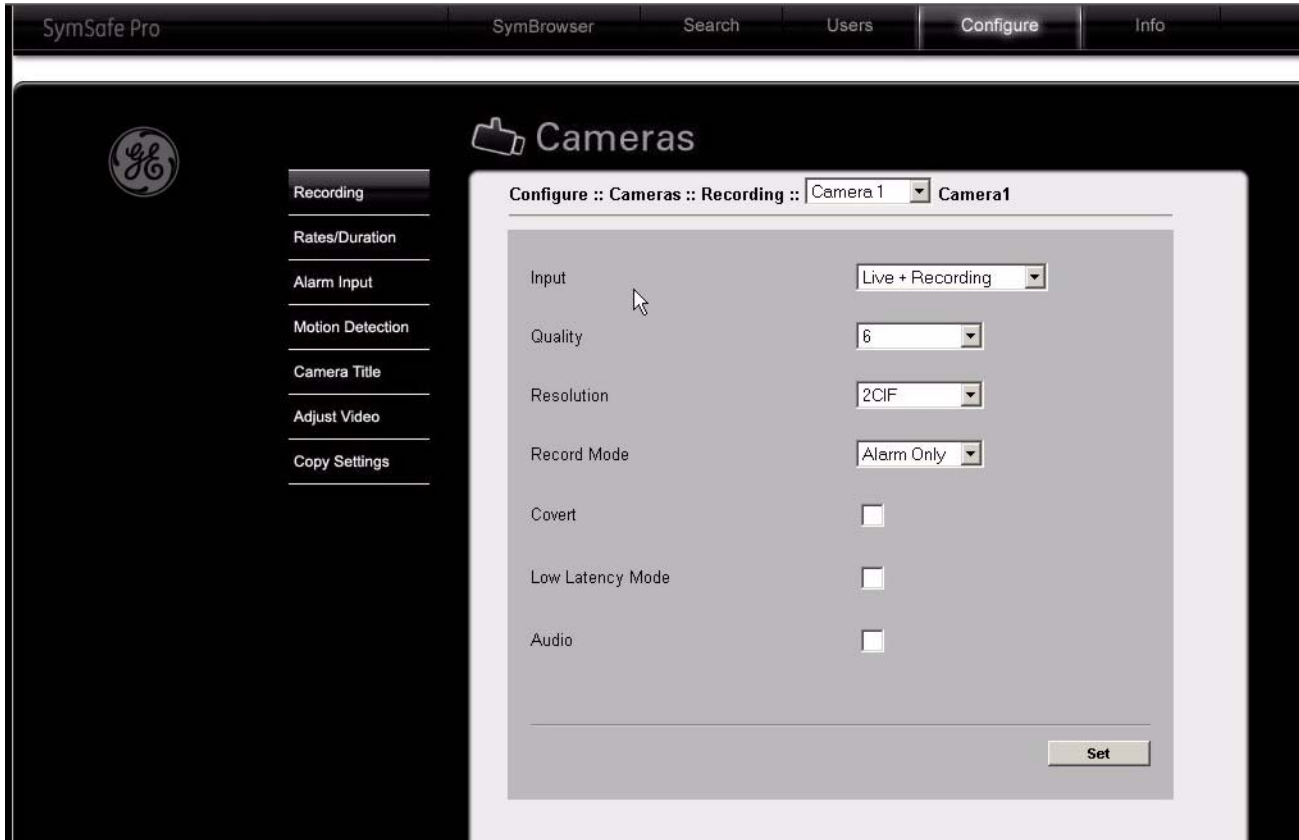 SymSafe Pro
SymBrowser Search Users Configure Info
GE
Cameras
Recording
Rates/Duration
Alarm Input
Motion Detection
Camera Title
Adjust Video
Copy Settings
Configure :: Cameras :: Recording :: Camera 1 Camera1
Input Live + Recording
Quality 6
Resolution 2CIF
Record Mode Alarm Only
Covert
Low Latency Mode
Audio
Set